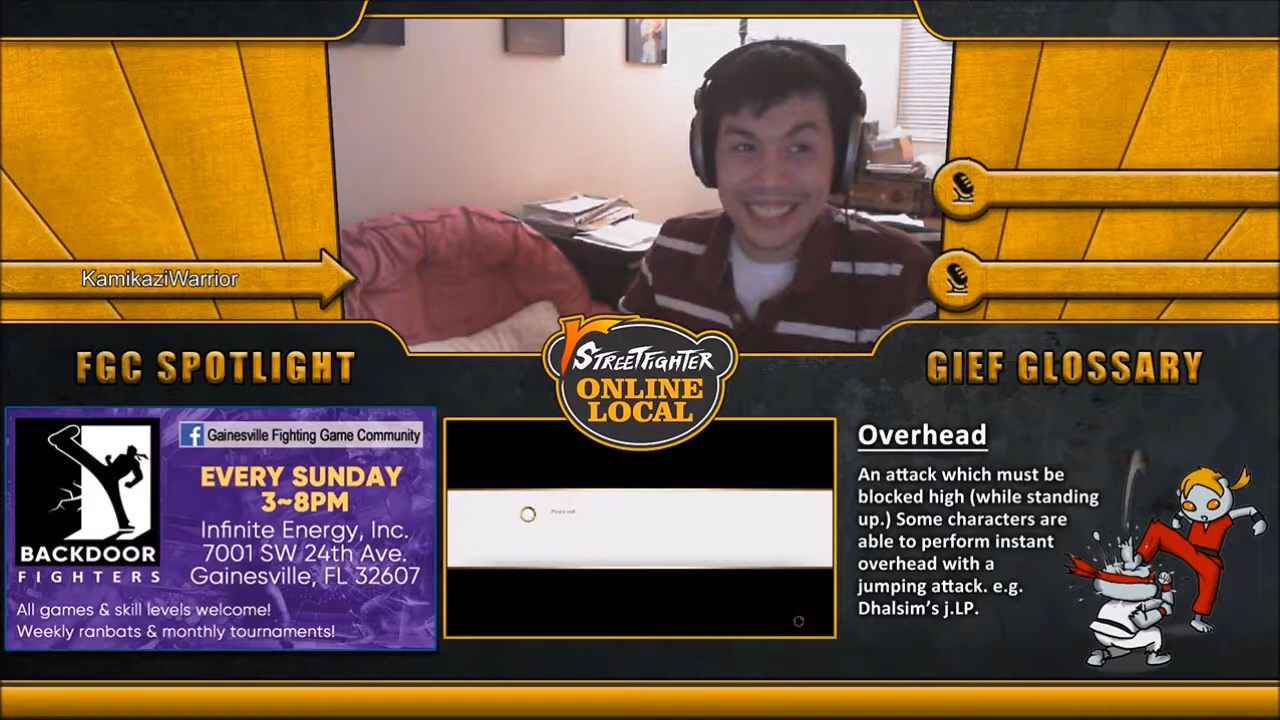 KamikaziWarrior
r
STREETFIGHTER
ONLINE
LOCAL
FGC SPOTLIGHT
GIEF GLOSSARY
Gainesville Fighting Game Community
EVERY SUNDAY
3~8PM
Infinite Energy, Inc.
7001 SW 24th Ave.
Gainesville, FL 32607
BACKDOOR
FIGHTERS
All games & skill levels welcome!
Weekly ranbats & monthly tournaments!
Please wait
Overhead
An attack which must be
blocked high (while standing
up.) Some characters are
able to perform instant
overhead with a
jumping attack. e.g.
Dhalsim's j.LP.